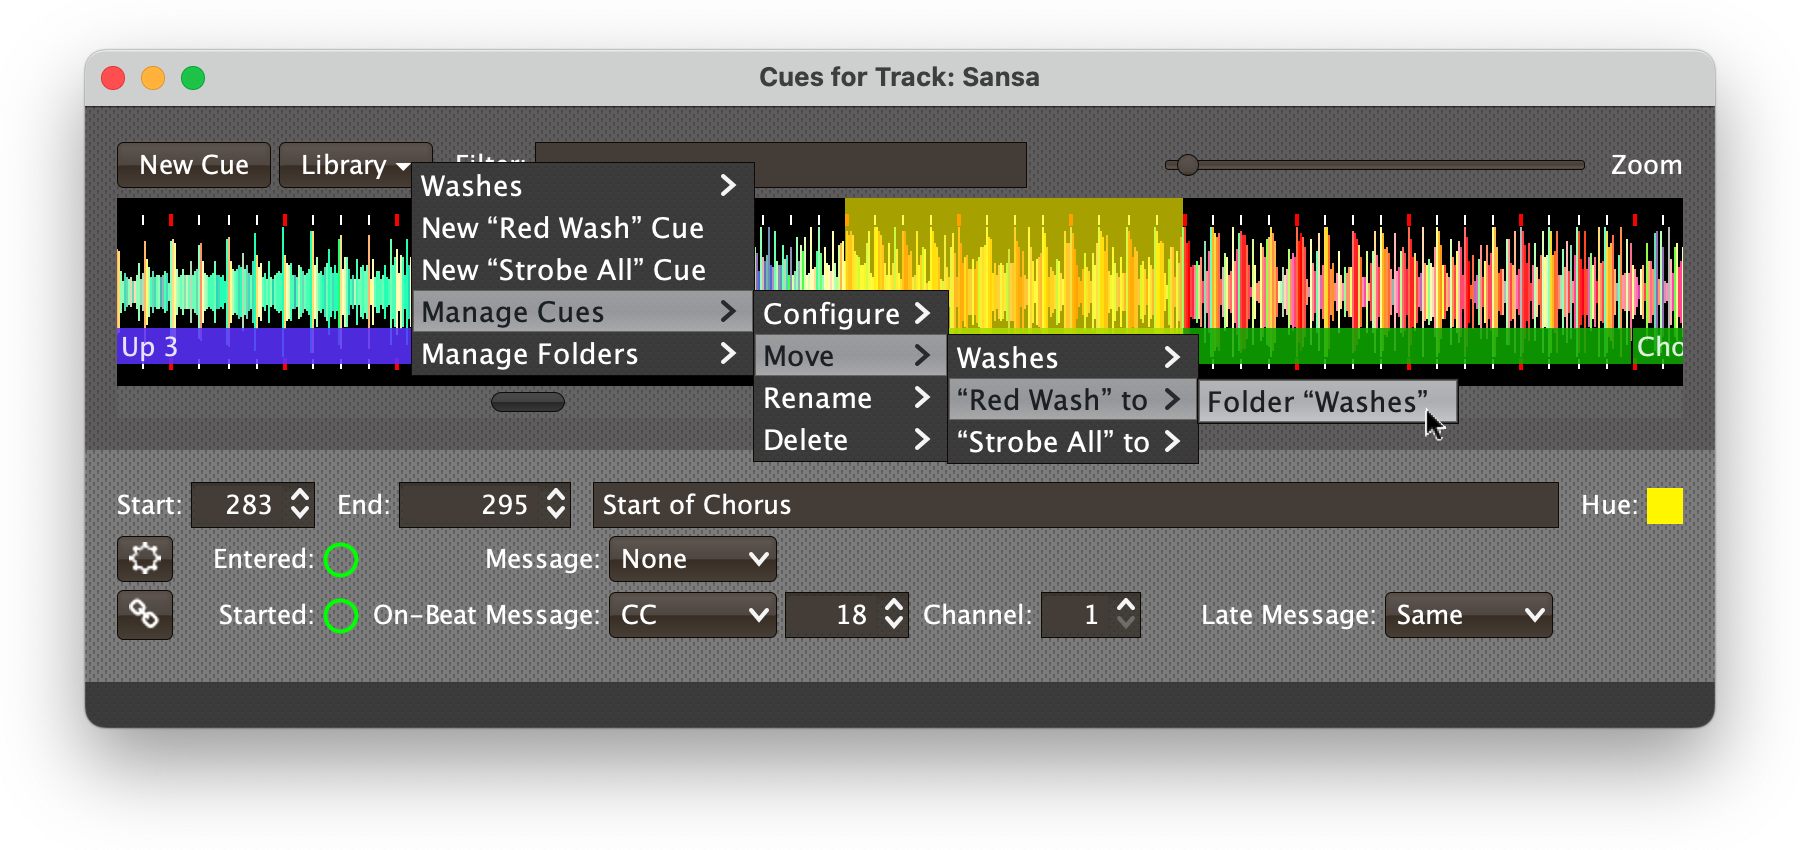 Cues for Track: Sansa
New Cue
Library
Filter:
Zoom
Washes
New “Red Wash” Cue
New “Strobe All” Cue
Manage Cues
Manage Folders
Configure
Move
Rename
Delete
Washes
“Red Wash” to
“Strobe All” to
Folder “Washes”
Up 3
Cho
Start: 283 End: 295 Start of Chorus Hue:
Entered: Message: None
Started: On-Beat Message: CC 18 Channel: 1 Late Message: Same